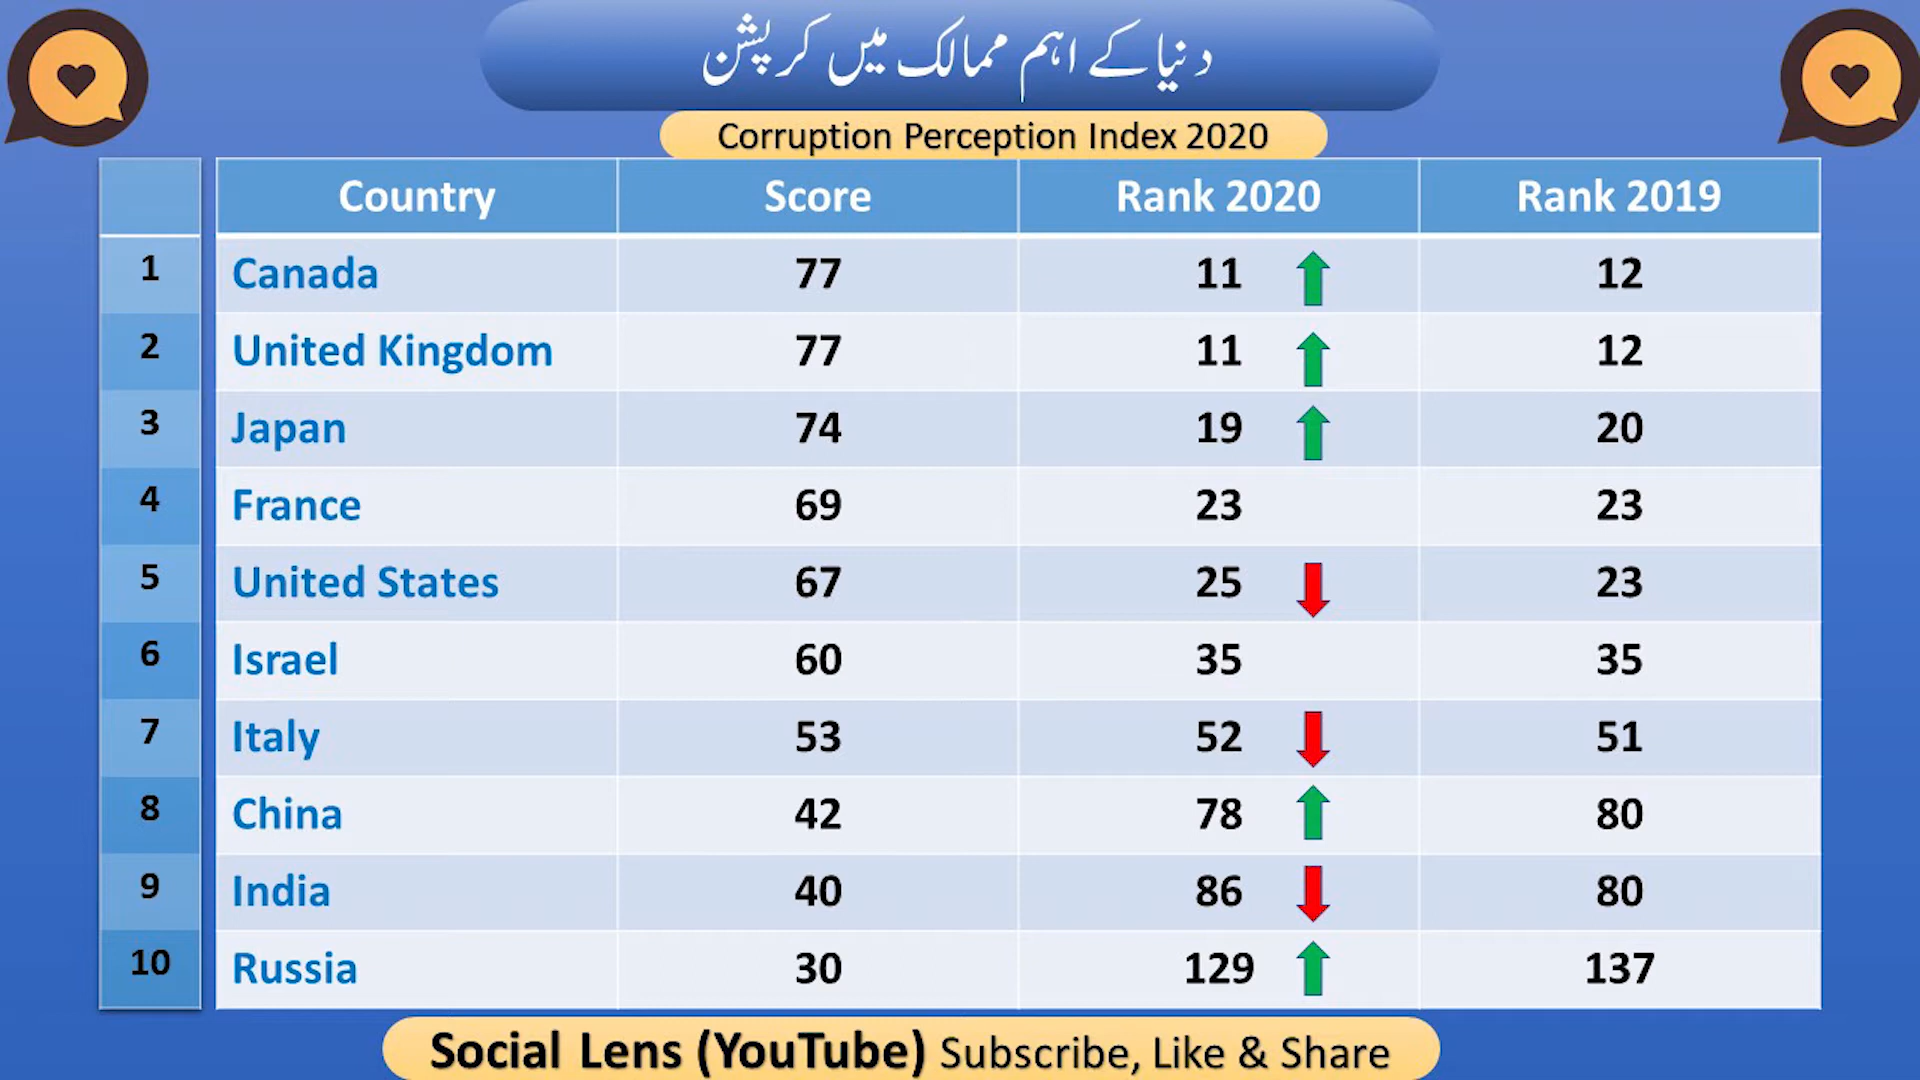 دنیا کے اہم ممالک میں کرپشن
Corruption Perception Index 2020
Country Score Rank 2020 Rank 2019
1 Canada 77 11 12
2 United Kingdom 77 11 12
3 Japan 74 19 20
4 France 69 23 23
5 United States 67 25 23
6 Israel 60 35 35
7 Italy 53 52 51
8 China 42 78 80
9 India 40 86 80
10 Russia 30 129 137
Social Lens (YouTube) Subscribe, Like & Share